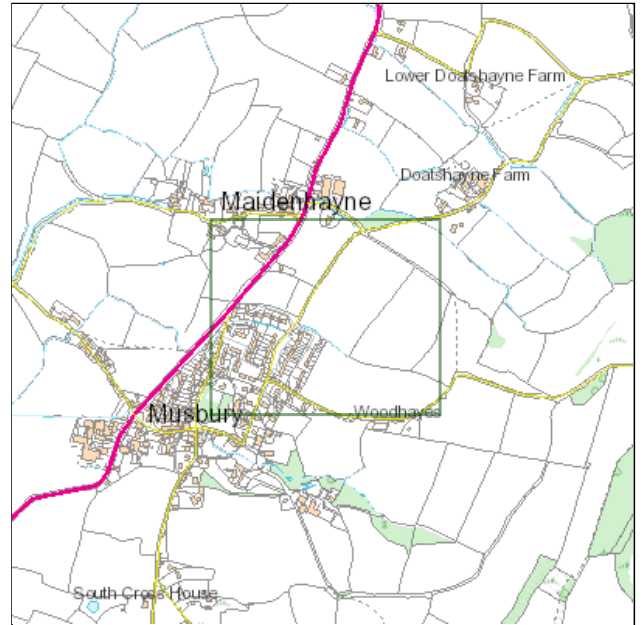 Lower Doatshayne Farm
Doatshayne Farm
Maidenhayne
Musbury
Woodhayes
South Cross House